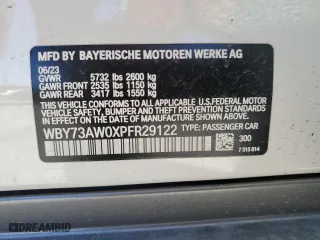 MFD BY BAYERISCHE MOTOREN WERKE AG
06/23
GVWR 5732 lbs 2600 kg
GAWR FRONT 2535 lbs 1150 kg
GAWR REAR 3417 lbs 1550 kg
THIS VEHICLE CONFORMS TO ALL APPLICABLE U.S. FEDERAL MOTOR
VEHICLE SAFETY, BUMPER, AND THEFT PREVENTION STANDARDS
IN EFFECT ON THE DATE OF MANUFACTURE SHOWN ABOVE.
WBY73AW0XPFR29122 TYPE: PASSENGER CAR
300
7 315 814
DREAMBID